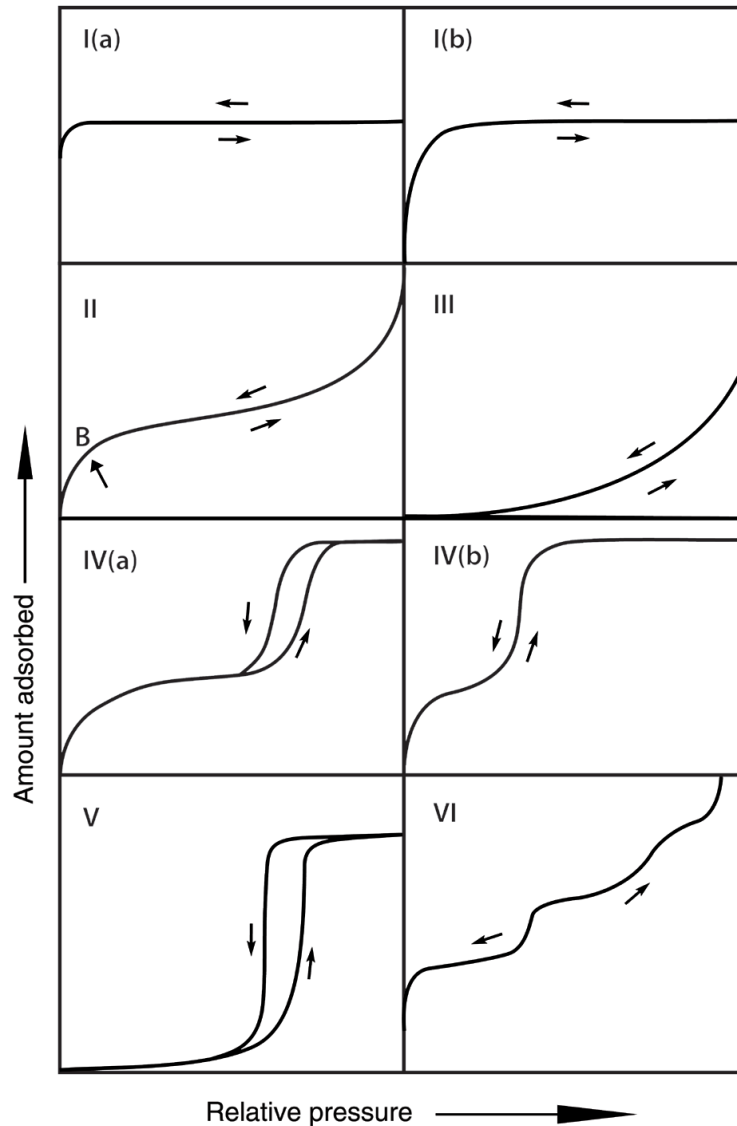 I(a)
I(b)
II
III
B
IV(a)
IV(b)
V
VI
Amount adsorbed
Relative pressure